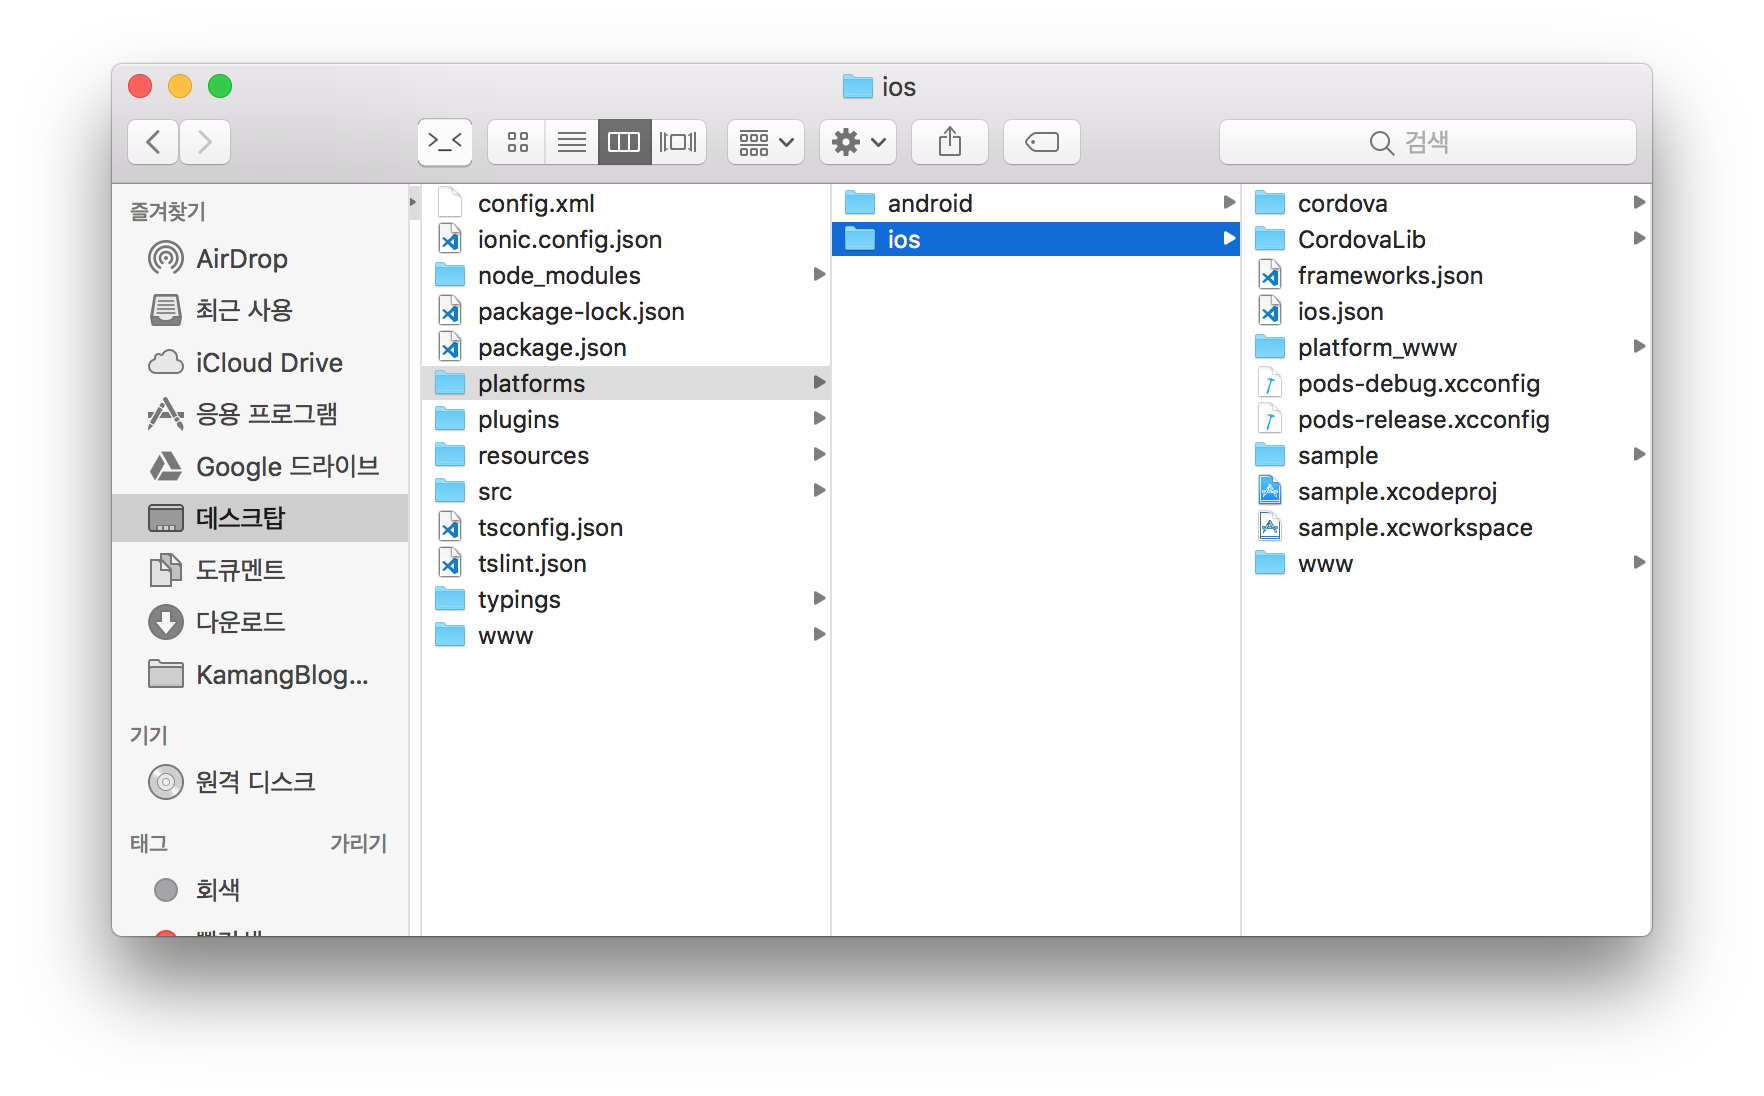 ios
>_<
검색
즐겨찾기
AirDrop
최근 사용
iCloud Drive
응용 프로그램
Google 드라이브
데스크탑
도큐멘트
다운로드
KamangBlog...
기기
원격 디스크
태그 가리기
회색
config.xml
ionic.config.json
node_modules
package-lock.json
package.json
platforms
plugins
resources
src
tsconfig.json
tslint.json
typings
www
android
ios
cordova
CordovaLib
frameworks.json
ios.json
platform_www
pods-debug.xcconfig
pods-release.xcconfig
sample
sample.xcodeproj
sample.xcworkspace
www